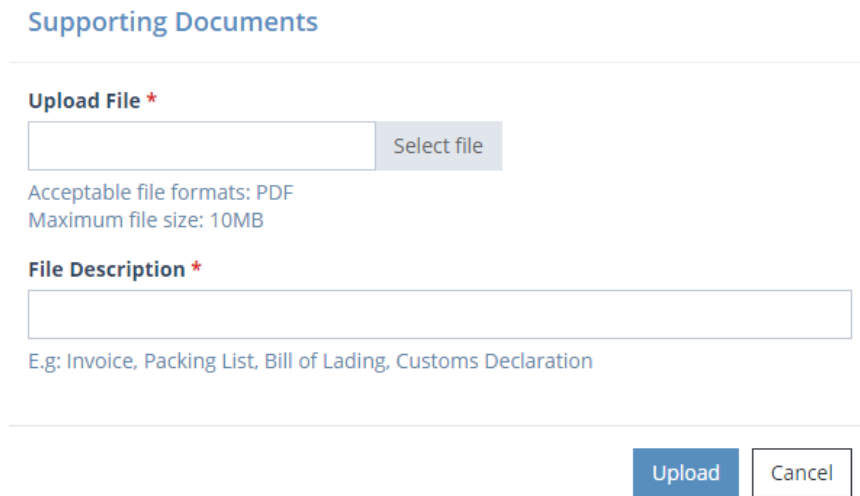 Supporting Documents
Upload File *
Select file
Acceptable file formats: PDF
Maximum file size: 10MB
File Description *
E.g: Invoice, Packing List, Bill of Lading, Customs Declaration
Upload Cancel